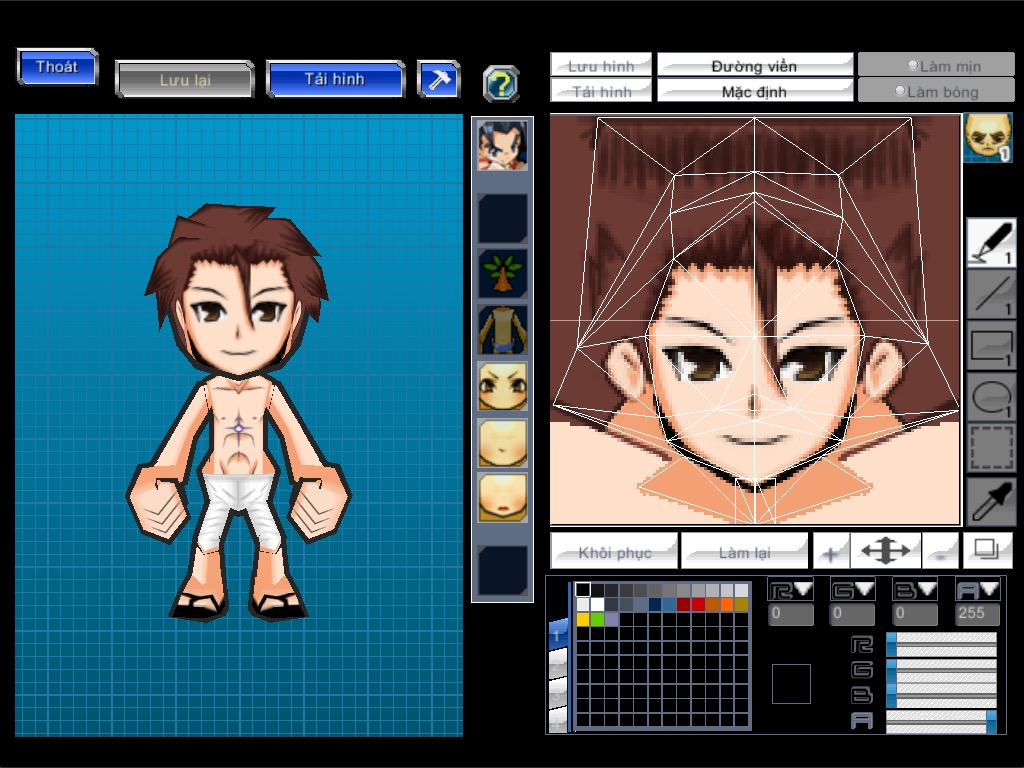 Thoát
Lưu lại
Tải hình
?
Lưu hình
Đường viền
Làm mịn
Tải hình
Mặc định
Làm bóng
1
1
1
1
1
Khôi phục
Làm lại
+
-
R
G
B
A
0
0
0
255
1
R
G
B
A